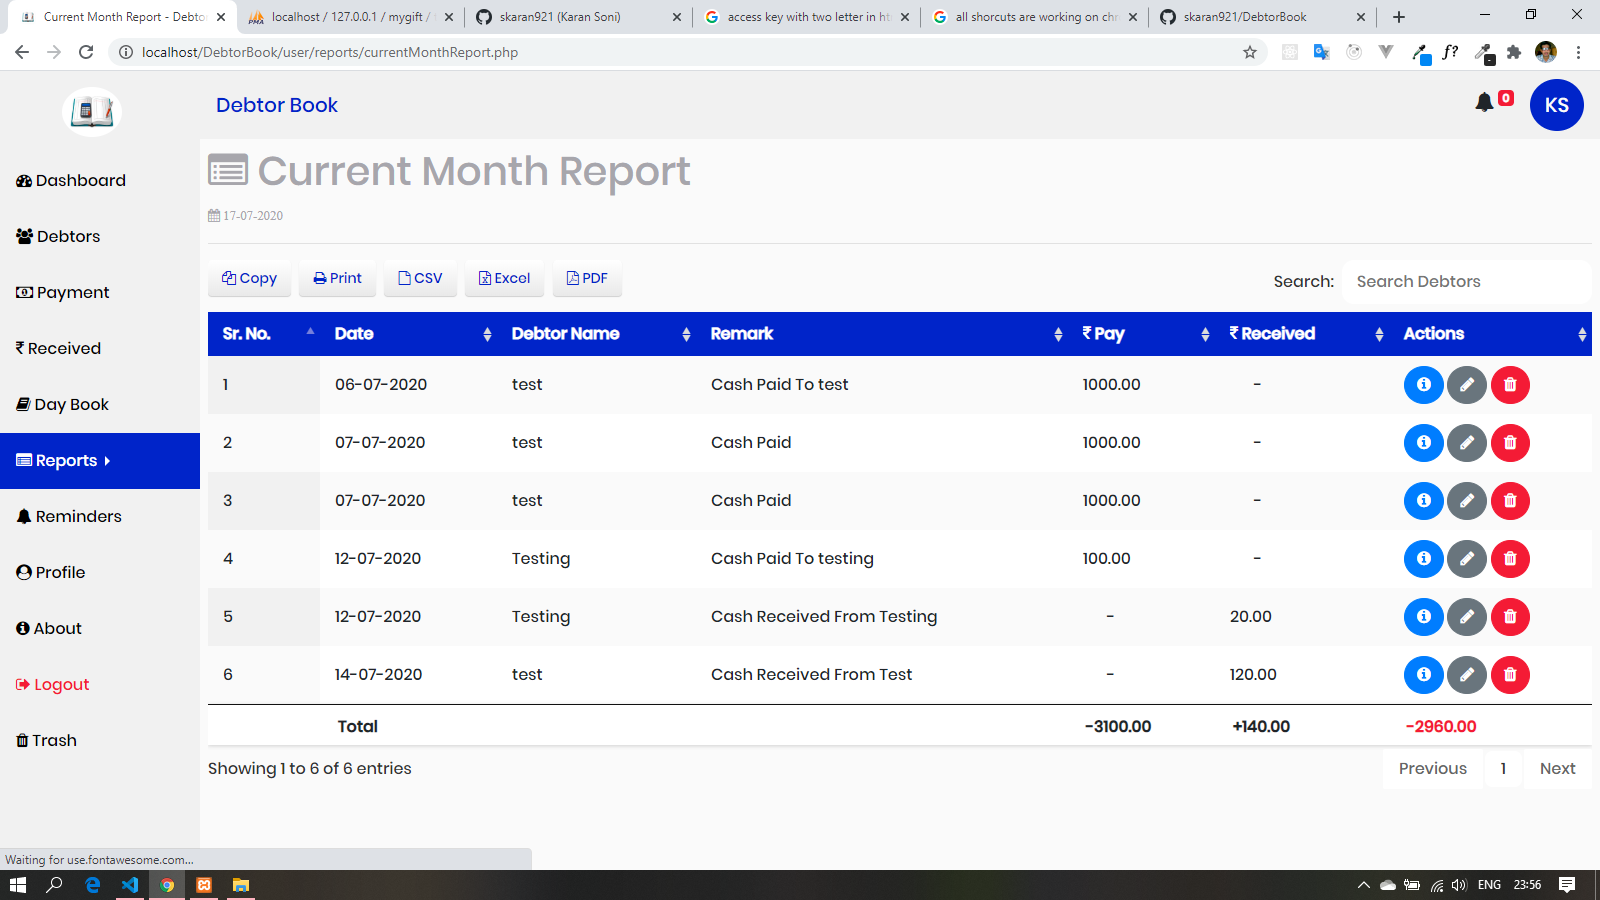 Current Month Report - Debto
localhost / 127.0.0.1 / mygift /
skaran921 (Karan Soni)
access key with two letter in ht
all shorcuts are working on chr
skaran921/DebtorBook
localhost/DebtorBook/user/reports/currentMonthReport.php
f?
Debtor Book
0
KS
Dashboard
Debtors
Payment
₹ Received
Day Book
Reports
Reminders
Profile
About
Logout
Trash
Current Month Report
17-07-2020
Copy Print CSV Excel PDF
Search: Search Debtors
Sr. No. Date Debtor Name Remark ₹ Pay ₹ Received Actions
1 06-07-2020 test Cash Paid To test 1000.00 -
2 07-07-2020 test Cash Paid 1000.00 -
3 07-07-2020 test Cash Paid 1000.00 -
4 12-07-2020 Testing Cash Paid To testing 100.00 -
5 12-07-2020 Testing Cash Received From Testing - 20.00
6 14-07-2020 test Cash Received From Test - 120.00
Total -3100.00 +140.00 -2960.00
Showing 1 to 6 of 6 entries
Previous 1 Next
Waiting for use.fontawesome.com...
ENG 23:56